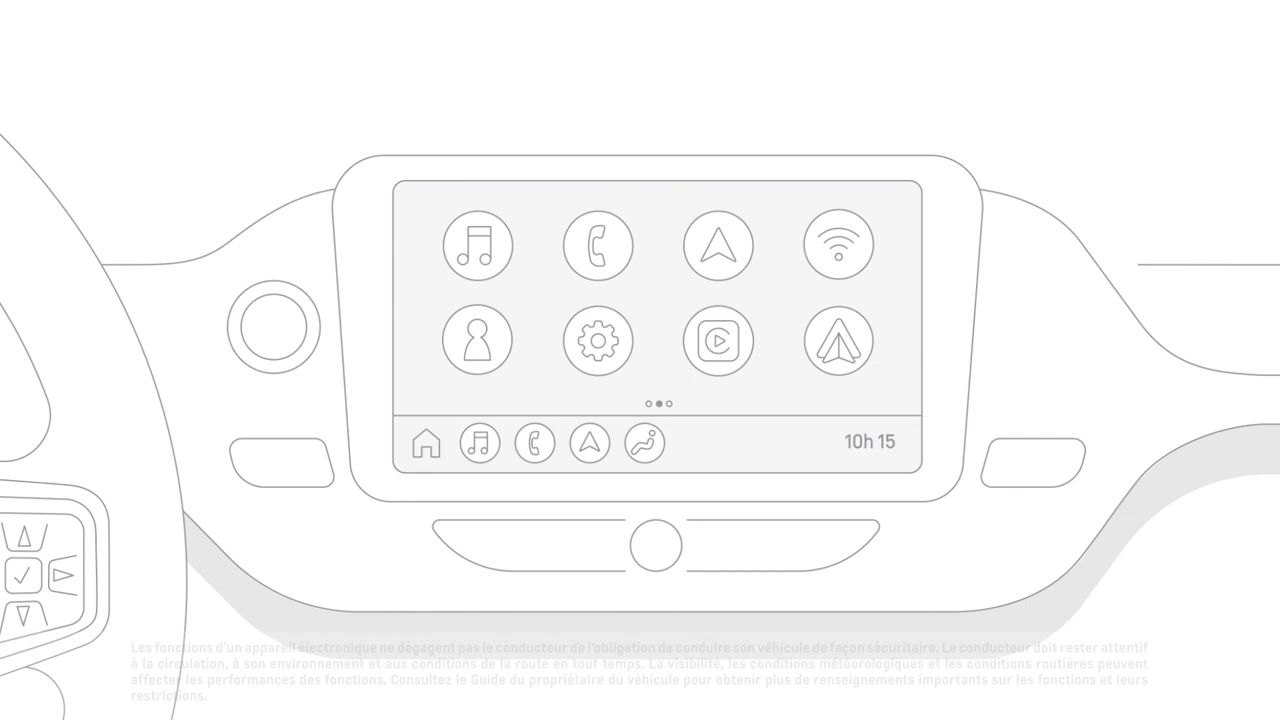 10h 15
Les fonctions d'un appareil électronique ne dégagent pas le conducteur de l'obligation de conduire son véhicule de façon sécuritaire. Le conducteur doit rester attentif
à la circulation, à son environnement et aux conditions de la route en tout temps. La visibilité, les conditions météorologiques et les conditions routières peuvent
affecter les performances des fonctions. Consultez le Guide du propriétaire du véhicule pour obtenir plus de renseignements importants sur les fonctions et leurs
restrictions.